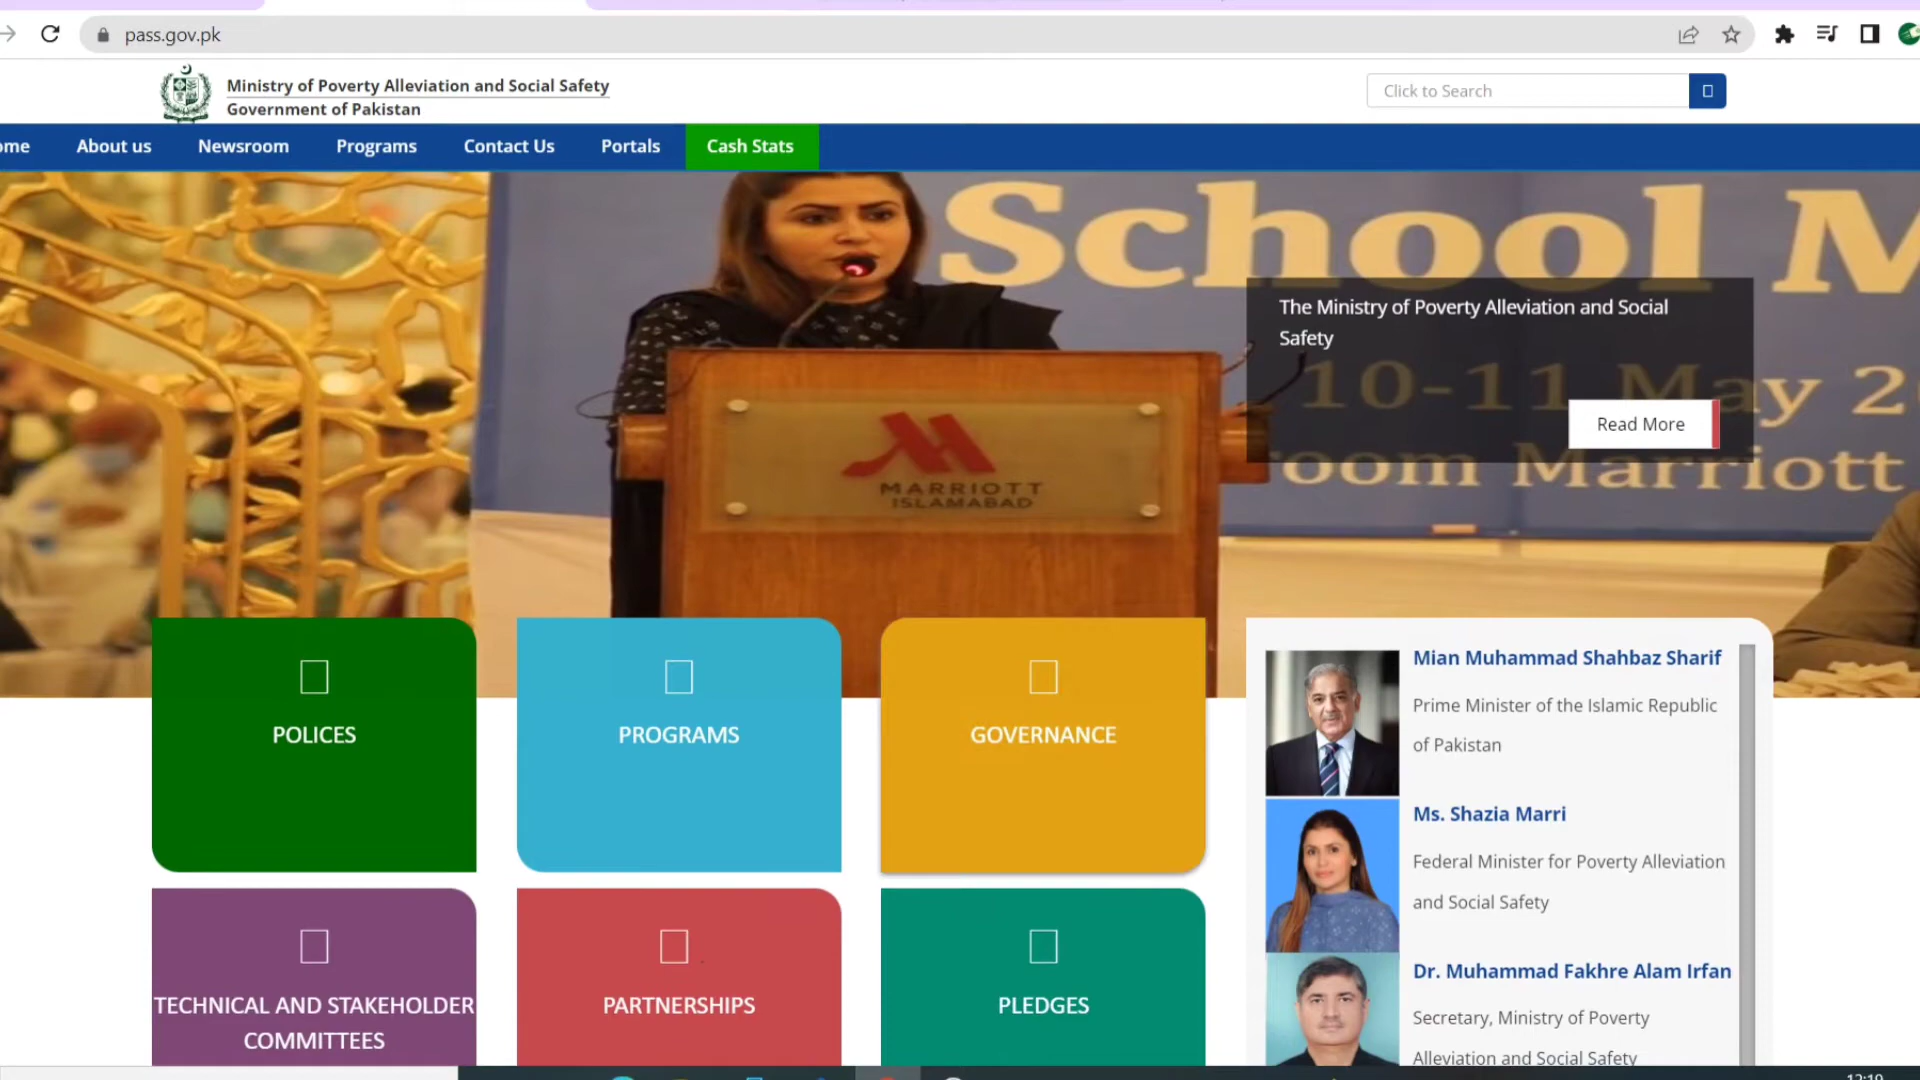 pass.gov.pk
Ministry of Poverty Alleviation and Social Safety
Government of Pakistan
Click to Search
ome
About us
Newsroom
Programs
Contact Us
Portals
Cash Stats
School M
The Ministry of Poverty Alleviation and Social
Safety
10-11 May 2
Read More
room Marriott
MARRIOTT
ISLAMABAD
POLICES
PROGRAMS
GOVERNANCE
TECHNICAL AND STAKEHOLDER
COMMITTEES
PARTNERSHIPS
PLEDGES
Mian Muhammad Shahbaz Sharif
Prime Minister of the Islamic Republic
of Pakistan
Ms. Shazia Marri
Federal Minister for Poverty Alleviation
and Social Safety
Dr. Muhammad Fakhre Alam Irfan
Secretary, Ministry of Poverty
Alleviation and Social Safety